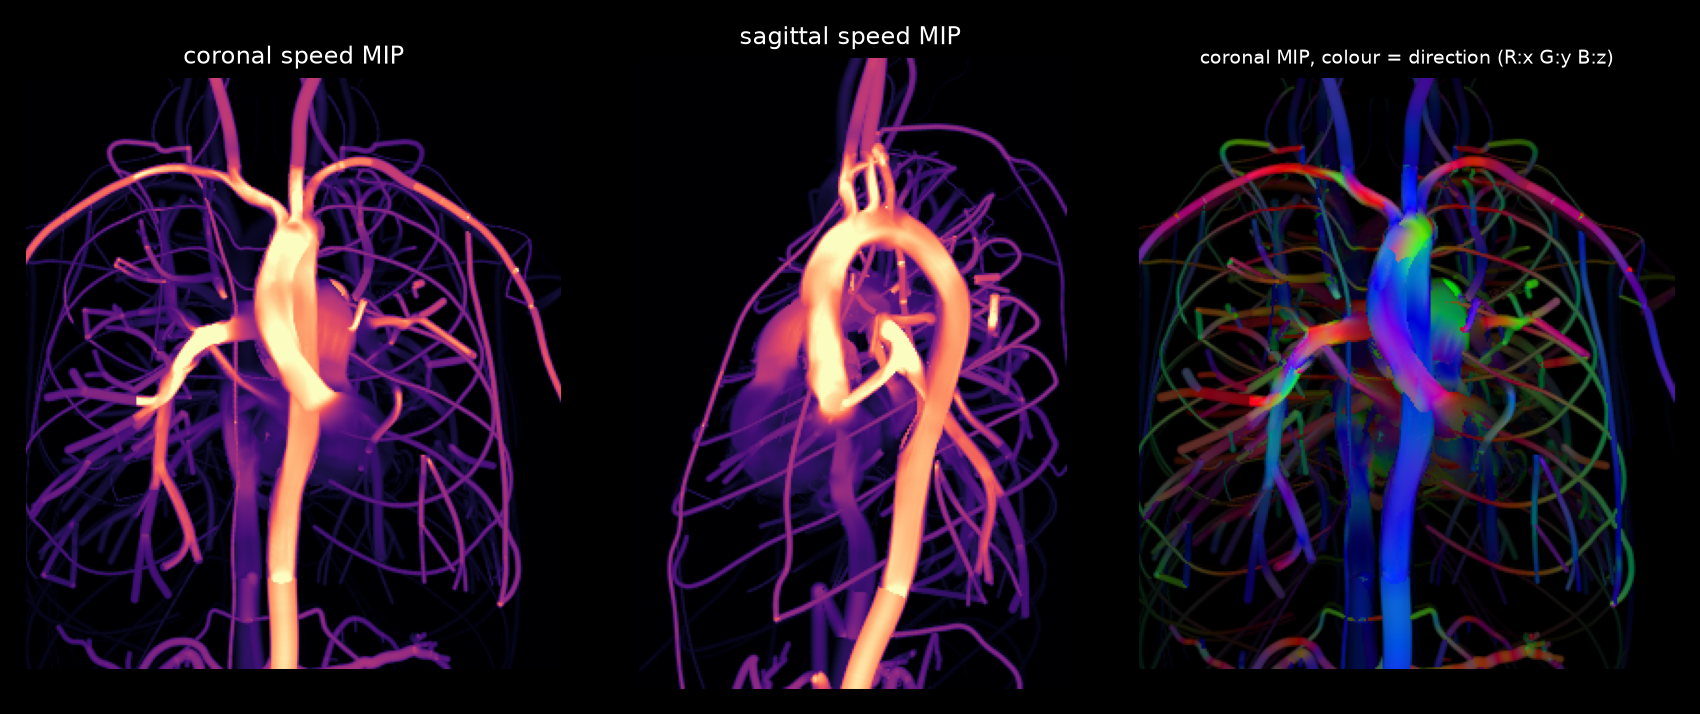 coronal speed MIP
sagittal speed MIP
coronal MIP, colour = direction (R:x G:y B:z)